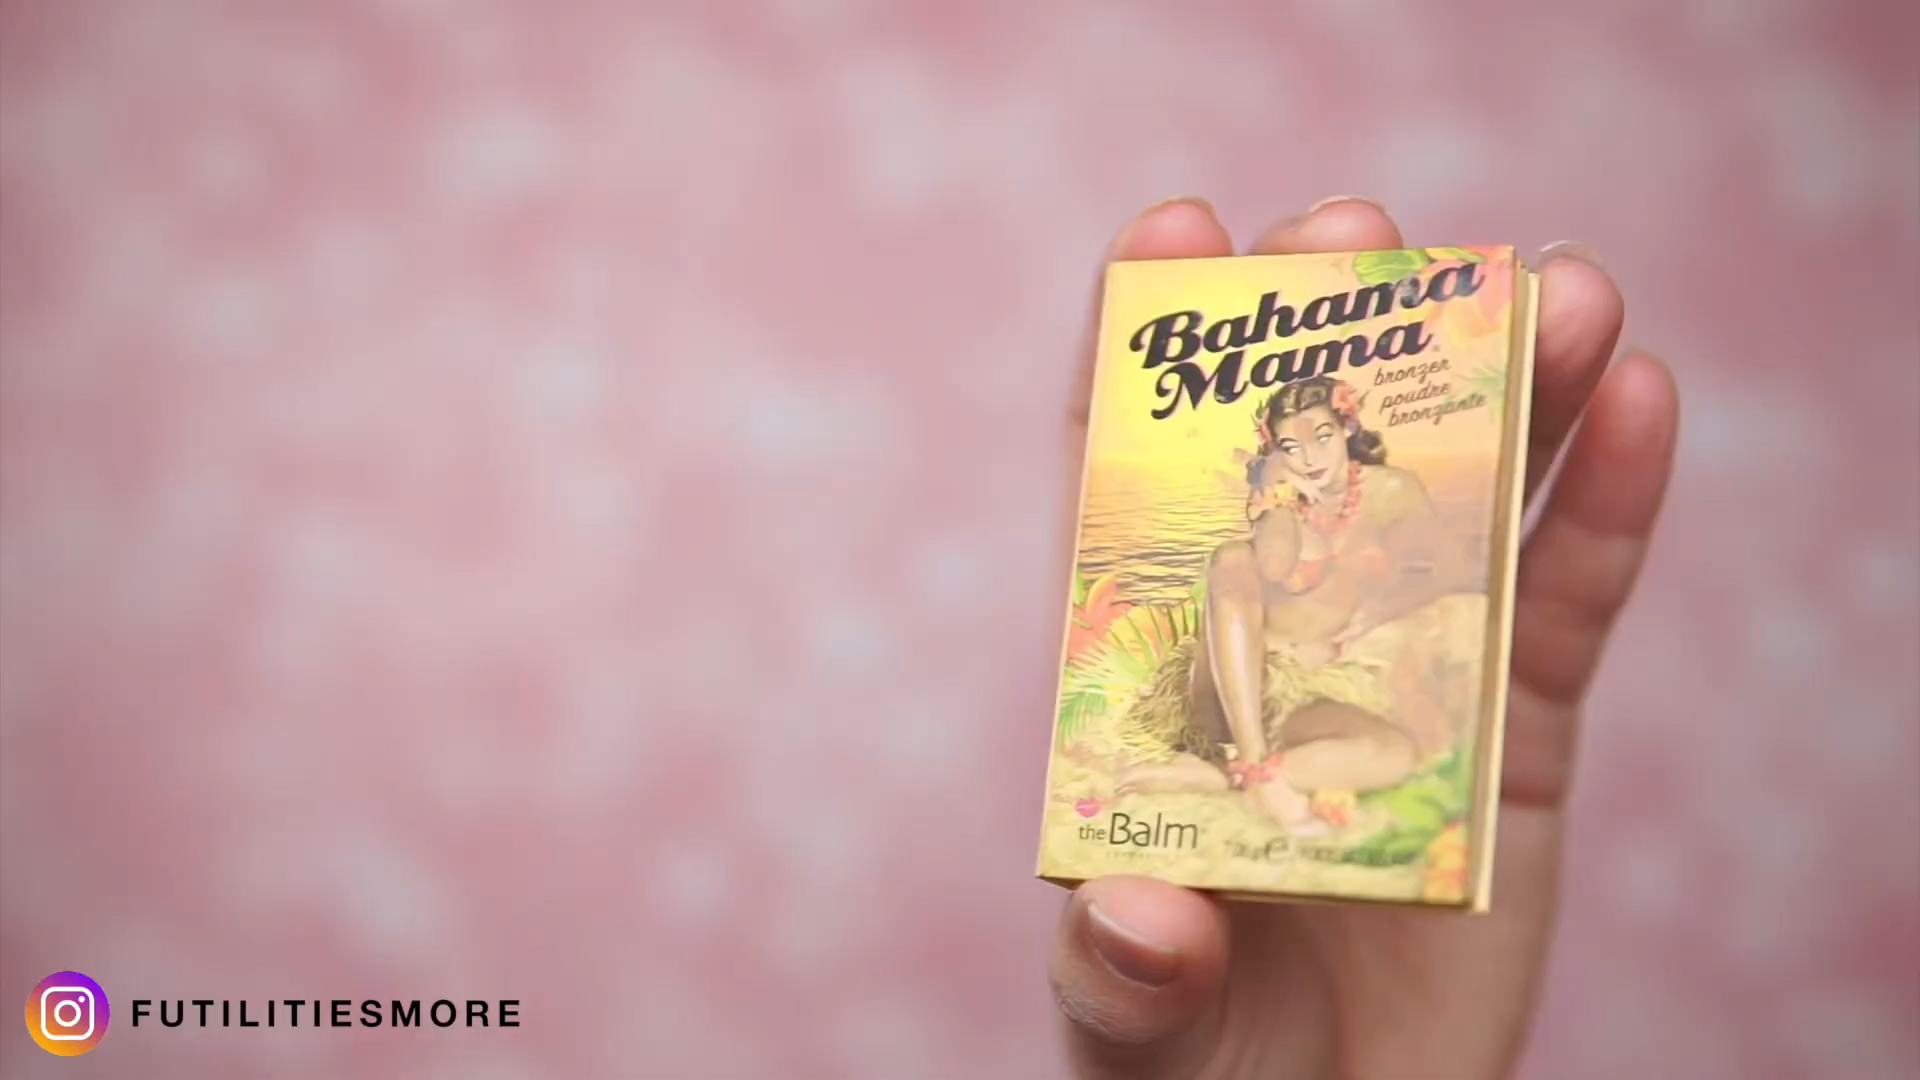 Bahama
Mama
bronzer
poudre
bronzante
theBalm
FUTILITIESMORE